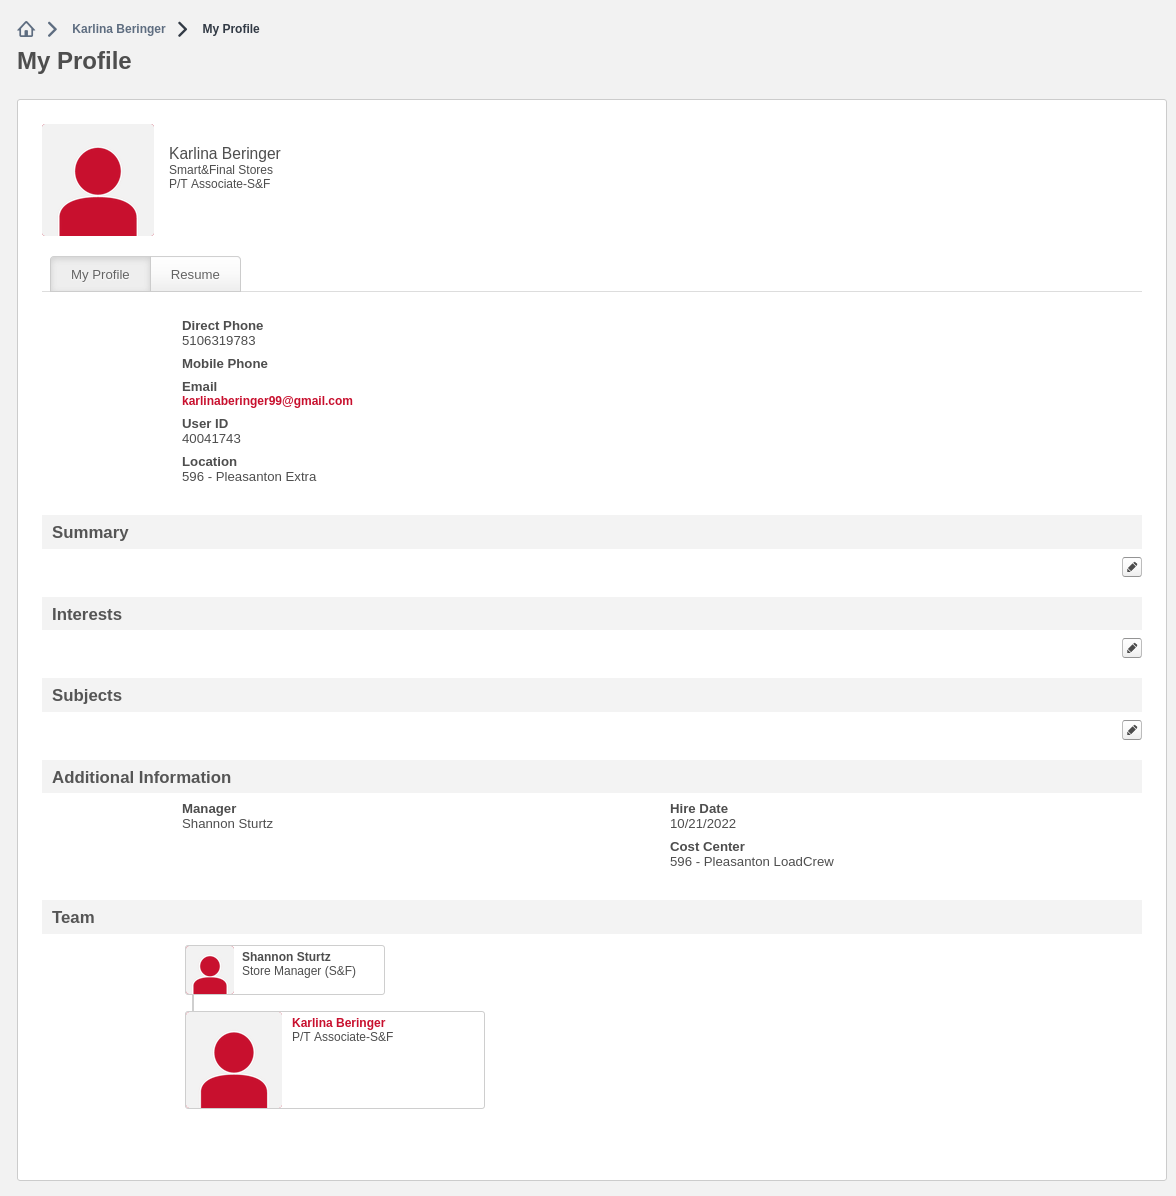 Karlina Beringer My Profile
My Profile
Karlina Beringer
Smart&Final Stores
P/T Associate-S&F
My Profile Resume
Direct Phone
5106319783
Mobile Phone
Email
karlinaberinger99@gmail.com
User ID
40041743
Location
596 - Pleasanton Extra
Summary
Interests
Subjects
Additional Information
Manager
Shannon Sturtz
Hire Date
10/21/2022
Cost Center
596 - Pleasanton LoadCrew
Team
Shannon Sturtz
Store Manager (S&F)
Karlina Beringer
P/T Associate-S&F